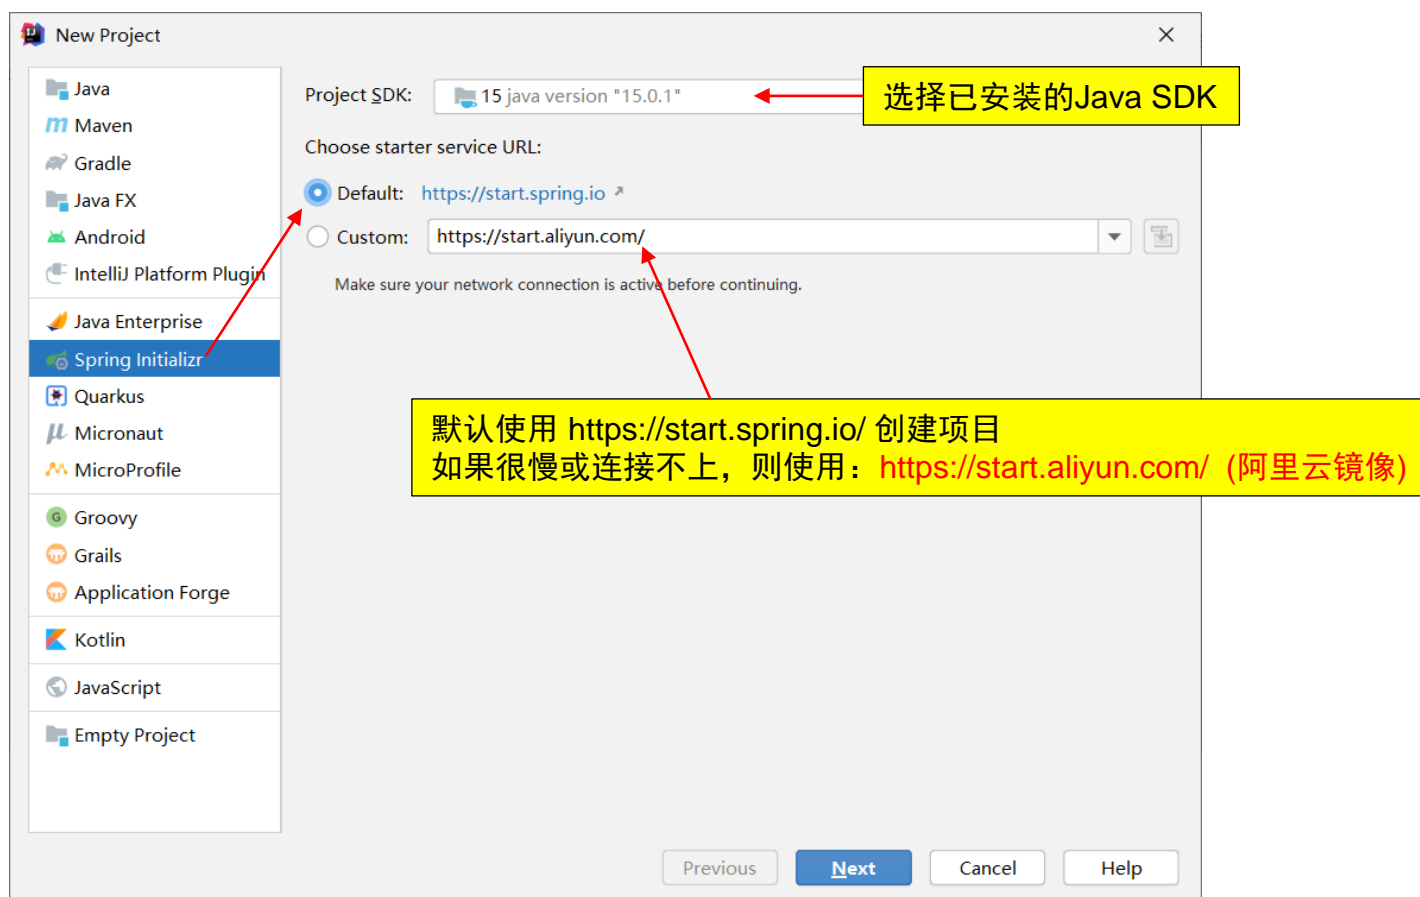 New Project
Java
Maven
Gradle
Java FX
Android
IntelliJ Platform Plugin
Java Enterprise
Spring Initializr
Quarkus
Micronaut
MicroProfile
Groovy
Grails
Application Forge
Kotlin
JavaScript
Empty Project
Project SDK: 15 java version "15.0.1"
选择已安装的Java SDK
Choose starter service URL:
Default: https://start.spring.io
Custom: https://start.aliyun.com/
Make sure your network connection is active before continuing.
默认使用 https://start.spring.io/ 创建项目
如果很慢或连接不上，则使用：https://start.aliyun.com/ (阿里云镜像)
Previous Next Cancel Help